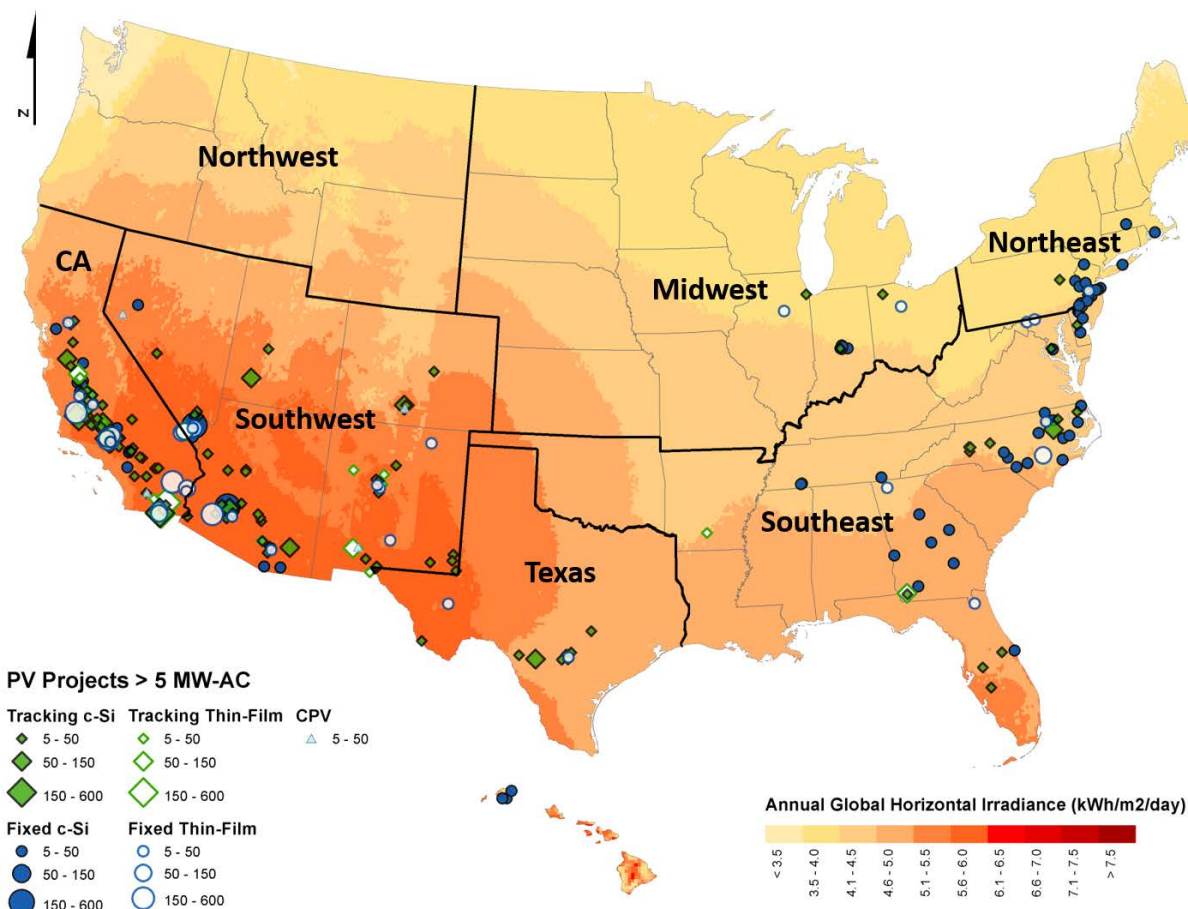 N
Northwest
CA
Northeast
Midwest
Southwest
Southeast
Texas
PV Projects > 5 MW-AC
Tracking c-Si Tracking Thin-Film CPV
5 - 50 5 - 50 5 - 50
50 - 150 50 - 150
150 - 600 150 - 600
Fixed c-Si Fixed Thin-Film
5 - 50 5 - 50
50 - 150 50 - 150
150 - 600 150 - 600
Annual Global Horizontal Irradiance (kWh/m2/day)
< 3.5
3.5 - 4.0
4.1 - 4.5
4.6 - 5.0
5.1 - 5.5
5.6 - 6.0
6.1 - 6.5
6.6 - 7.0
7.1 - 7.5
> 7.5